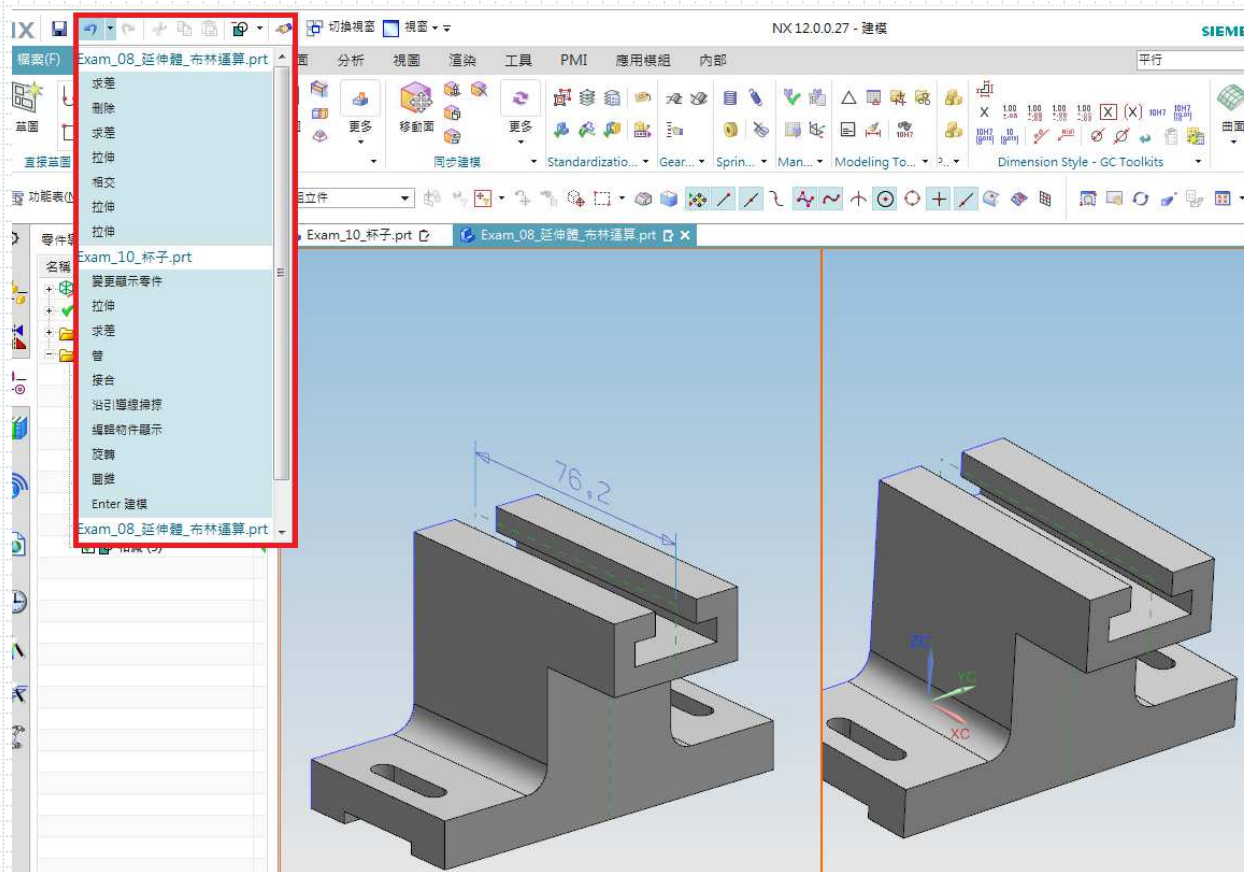 IX
切換視窗
視窗
NX 12.0.0.27 - 建模
SIEME
檔案(F)
面
分析
視圖
渲染
工具
PMI
應用模組
內部
平行
草圖
更多
移動面
更多
曲面
直接草圖
同步建模
Standardizatio...
Gear...
Sprin...
Man...
Modeling To...
Dimension Style - GC Toolkits
功能表(M
組立件
Exam_10_杯子.prt
Exam_08_延伸體_布林運算.prt
零件導
名稱
Exam_08_延伸體_布林運算.prt
求差
刪除
求差
拉伸
相交
拉伸
拉伸
Exam_10_杯子.prt
變更顯示零件
拉伸
求差
管
接合
沿引導線掃掠
編輯物件顯示
旋轉
圓錐
Enter 建模
Exam_08_延伸體_布林運算.prt
76,2
ZC
YC
XC